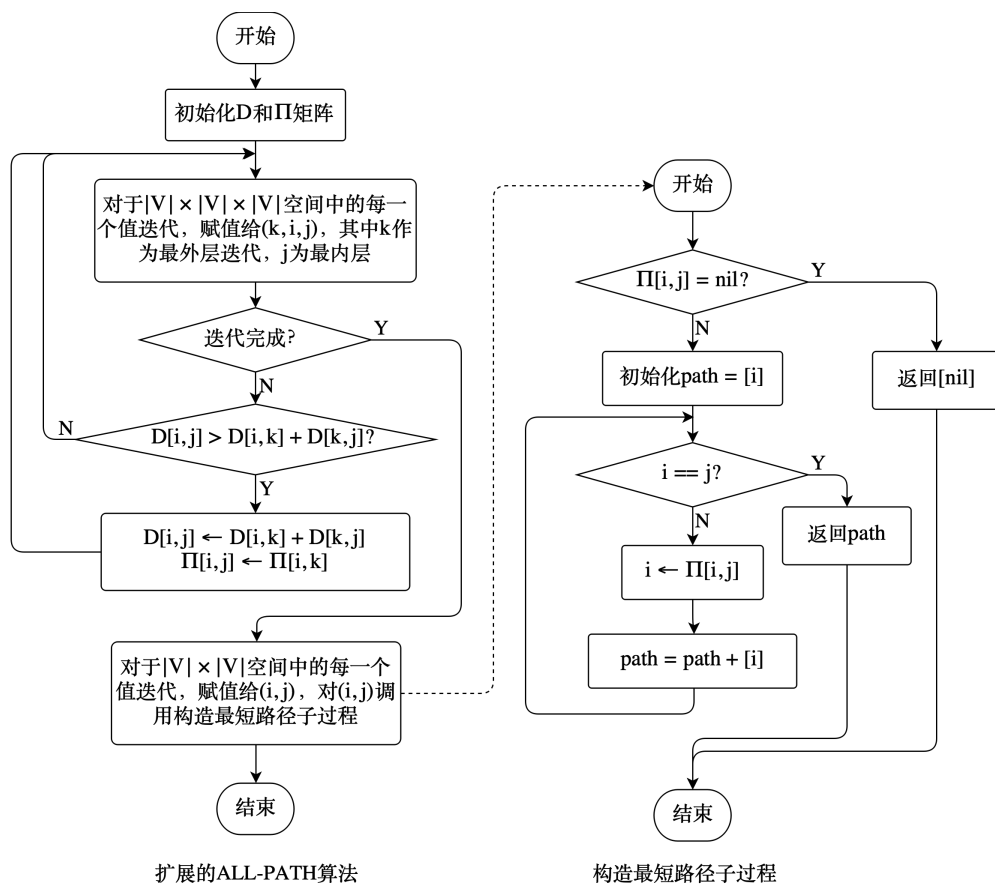 开始
初始化D和Π矩阵
对于|V| × |V| × |V| 空间中的每一
个值迭代，赋值给(k, i, j)，其中k作
为最外层迭代，j为最内层
迭代完成?
Y
N
D[i, j] > D[i, k] + D[k, j]?
N
Y
D[i, j] ← D[i, k] + D[k, j]
Π[i, j] ← Π[i, k]
对于|V| × |V|空间中的每一个
值迭代，赋值给(i, j)，对(i, j)调
用构造最短路径子过程
结束
扩展的ALL-PATH算法
开始
Π[i, j] = nil?
Y
N
初始化path = [i]
返回[nil]
i == j?
Y
N
返回path
i ← Π[i, j]
path = path + [i]
结束
构造最短路径子过程